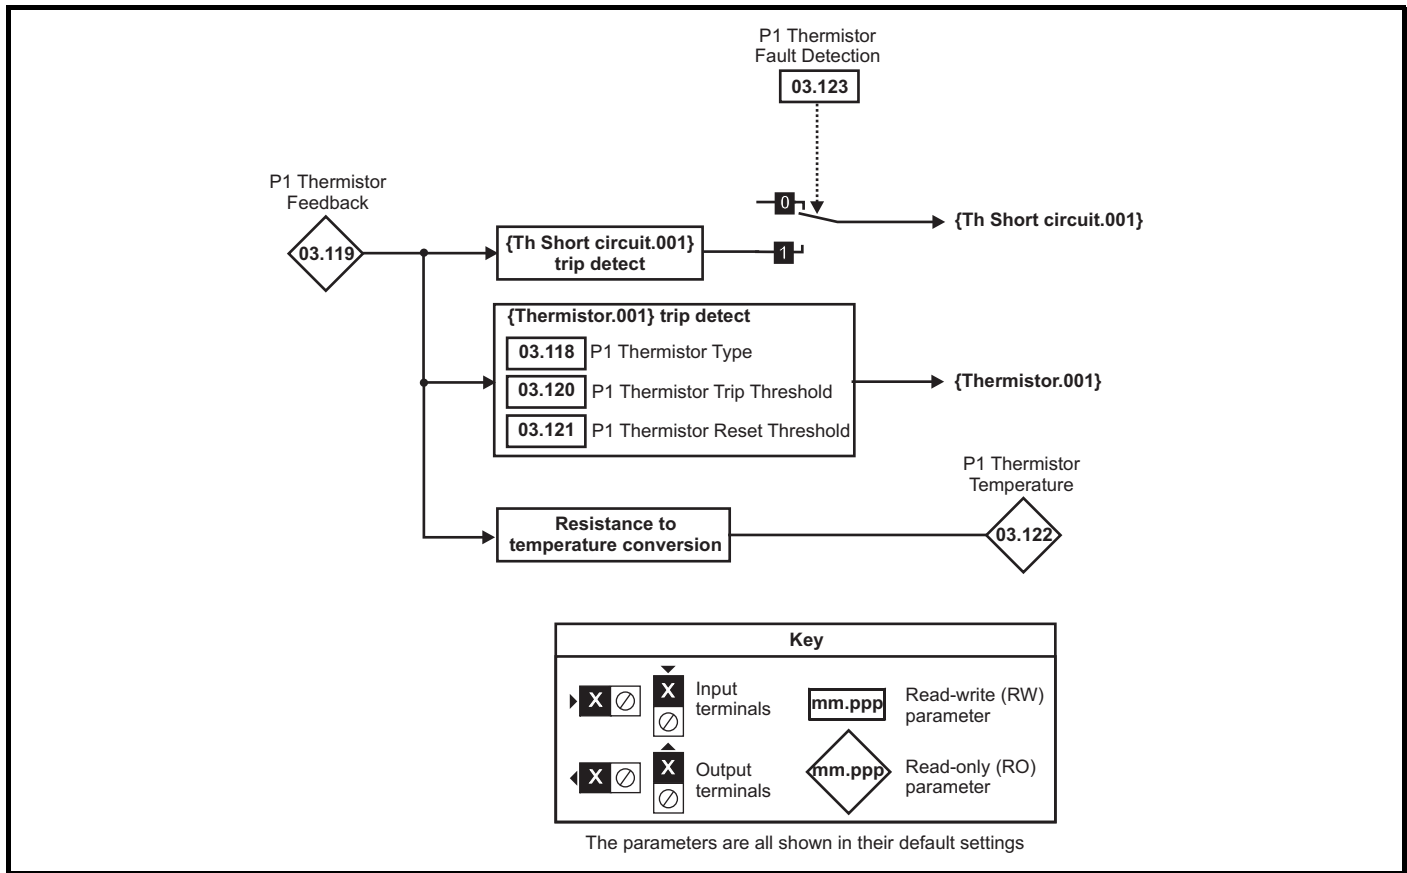 P1 Thermistor
Fault Detection
03.123
P1 Thermistor
Feedback
03.119
0
{Th Short circuit.001}
{Th Short circuit.001}
trip detect
1
{Thermistor.001} trip detect
03.118 P1 Thermistor Type
03.120 P1 Thermistor Trip Threshold
03.121 P1 Thermistor Reset Threshold
{Thermistor.001}
P1 Thermistor
Temperature
03.122
Resistance to
temperature conversion
Key
X
X
Input
terminals
mm.ppp
Read-write (RW)
parameter
X
X
Output
terminals
mm.ppp
Read-only (RO)
parameter
The parameters are all shown in their default settings